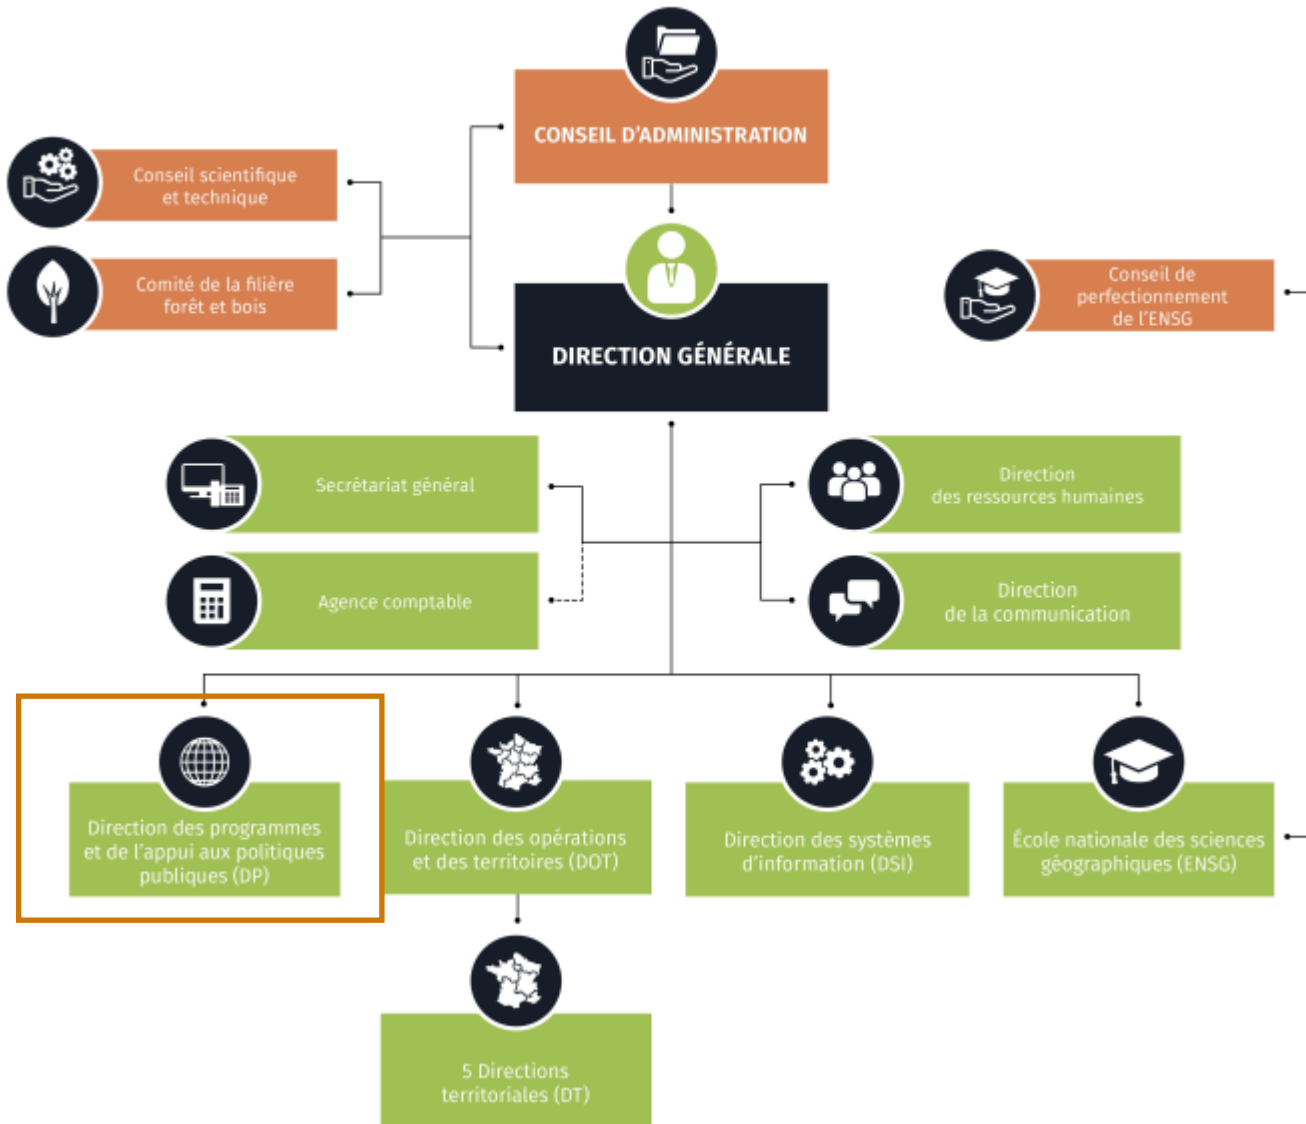 CONSEIL D'ADMINISTRATION
Conseil scientifique
et technique
Comité de la filière
forêt et bois
DIRECTION GÉNÉRALE
Conseil de
perfectionnement
de l'ENSG
Secrétariat général
Direction
des ressources humaines
Agence comptable
Direction
de la communication
Direction des programmes
et de l'appui aux politiques
publiques (DP)
Direction des opérations
et des territoires (DOT)
Direction des systèmes
d'information (DSI)
École nationale des sciences
géographiques (ENSG)
5 Directions
territoriales (DT)